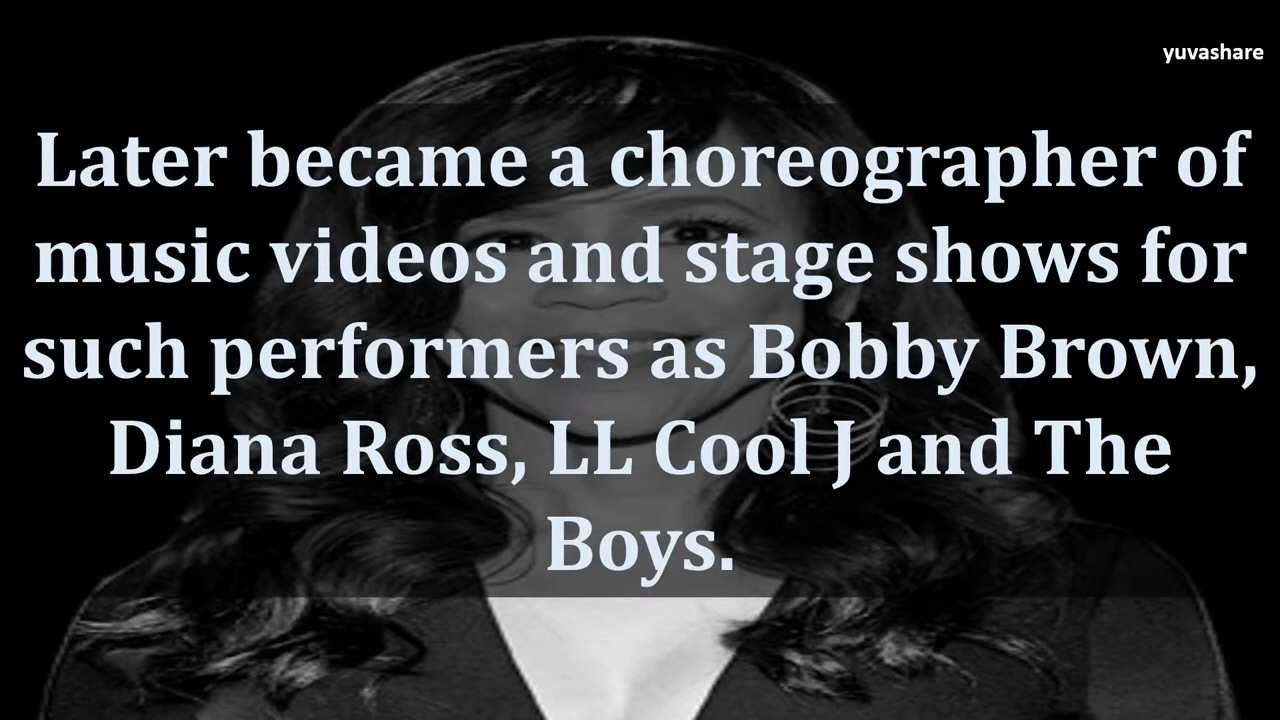 yuvashare
Later became a choreographer of
music videos and stage shows for
such performers as Bobby Brown,
Diana Ross, LL Cool J and The
Boys.